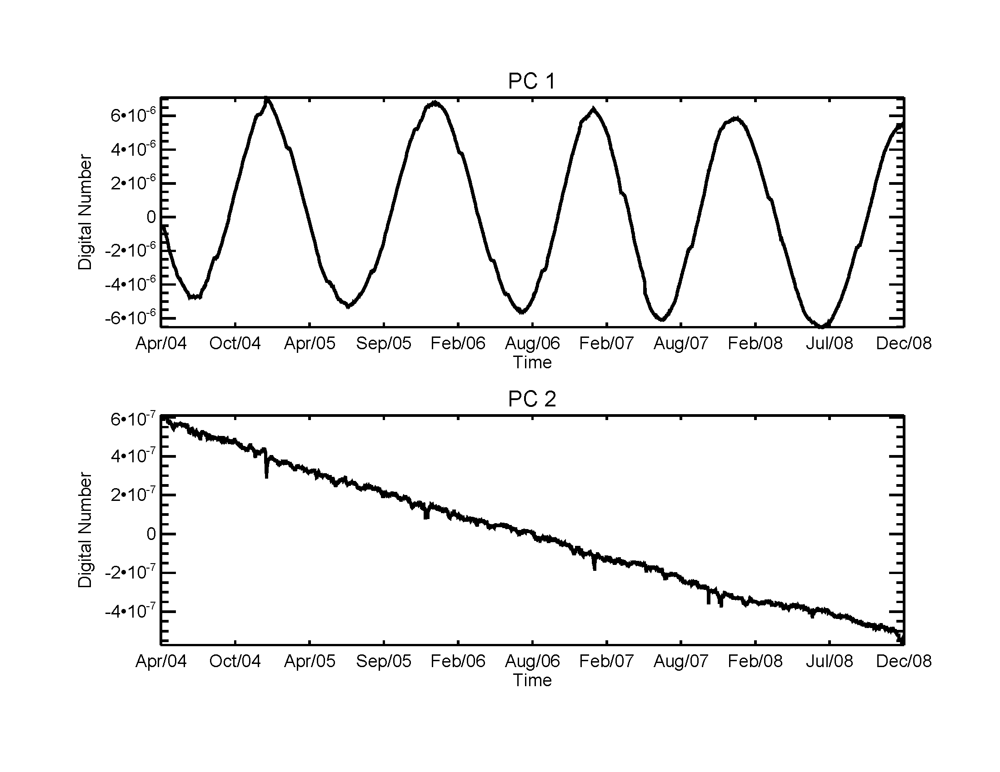 PC 1
6•10⁻⁶
4•10⁻⁶
2•10⁻⁶
0
-2•10⁻⁶
-4•10⁻⁶
-6•10⁻⁶
Digital Number
Apr/04 Oct/04 Apr/05 Sep/05 Feb/06 Aug/06 Feb/07 Aug/07 Feb/08 Jul/08 Dec/08
Time
PC 2
6•10⁻⁷
4•10⁻⁷
2•10⁻⁷
0
-2•10⁻⁷
-4•10⁻⁷
Digital Number
Apr/04 Oct/04 Apr/05 Sep/05 Feb/06 Aug/06 Feb/07 Aug/07 Feb/08 Jul/08 Dec/08
Time